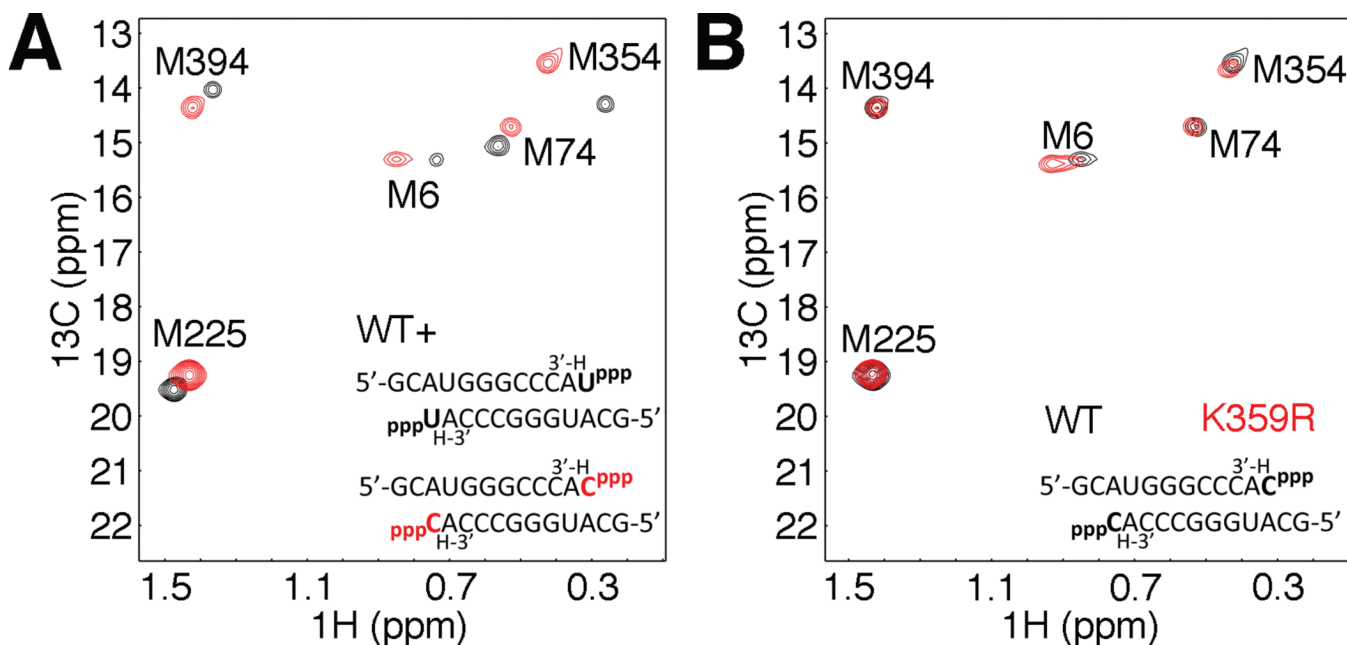 A
13
14
15
16
17
18
19
20
21
22
13C (ppm)
M394
M354
M74
M6
M225
WT+
3’-H
5’-GCAUGGGCCCAUppp
pppUACCCGGGUACG-5’
H-3’
3’-H
5’-GCAUGGGCCCACppp
pppCACCCGGGUACG-5’
H-3’
1.5 1.1 0.7 0.3
1H (ppm)
B
13
14
15
16
17
18
19
20
21
22
13C (ppm)
M394
M354
M6
M74
M225
WT K359R
3’-H
5’-GCAUGGGCCCACppp
pppCACCCGGGUACG-5’
H-3’
1.5 1.1 0.7 0.3
1H (ppm)